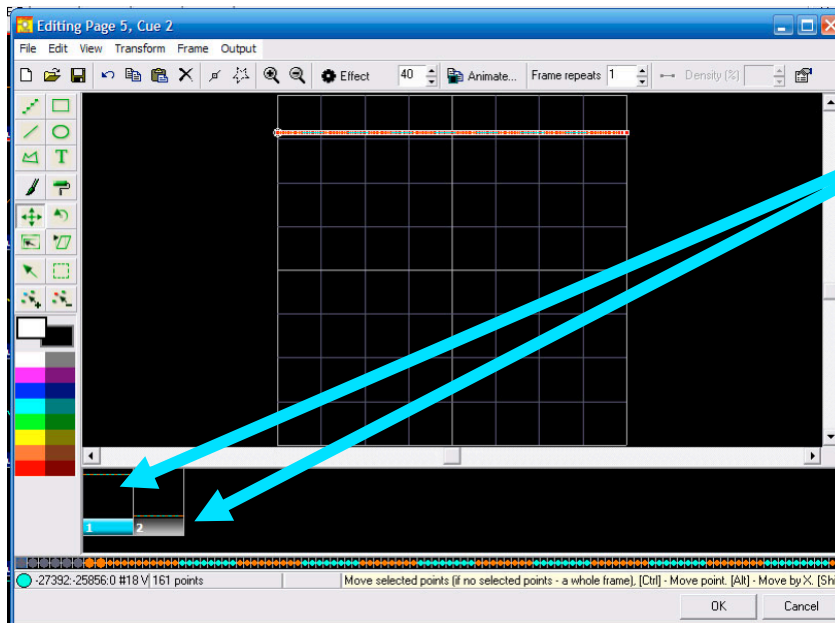 Editing Page 5, Cue 2
File Edit View Transform Frame Output
Effect 40 Animate... Frame repeats 1 Density (%)
T
1 2
-27392:-25856:0 #18 V 161 points Move selected points (if no selected points - a whole frame), [Ctrl] - Move point. [Alt] - Move by X. [Shi
OK Cancel